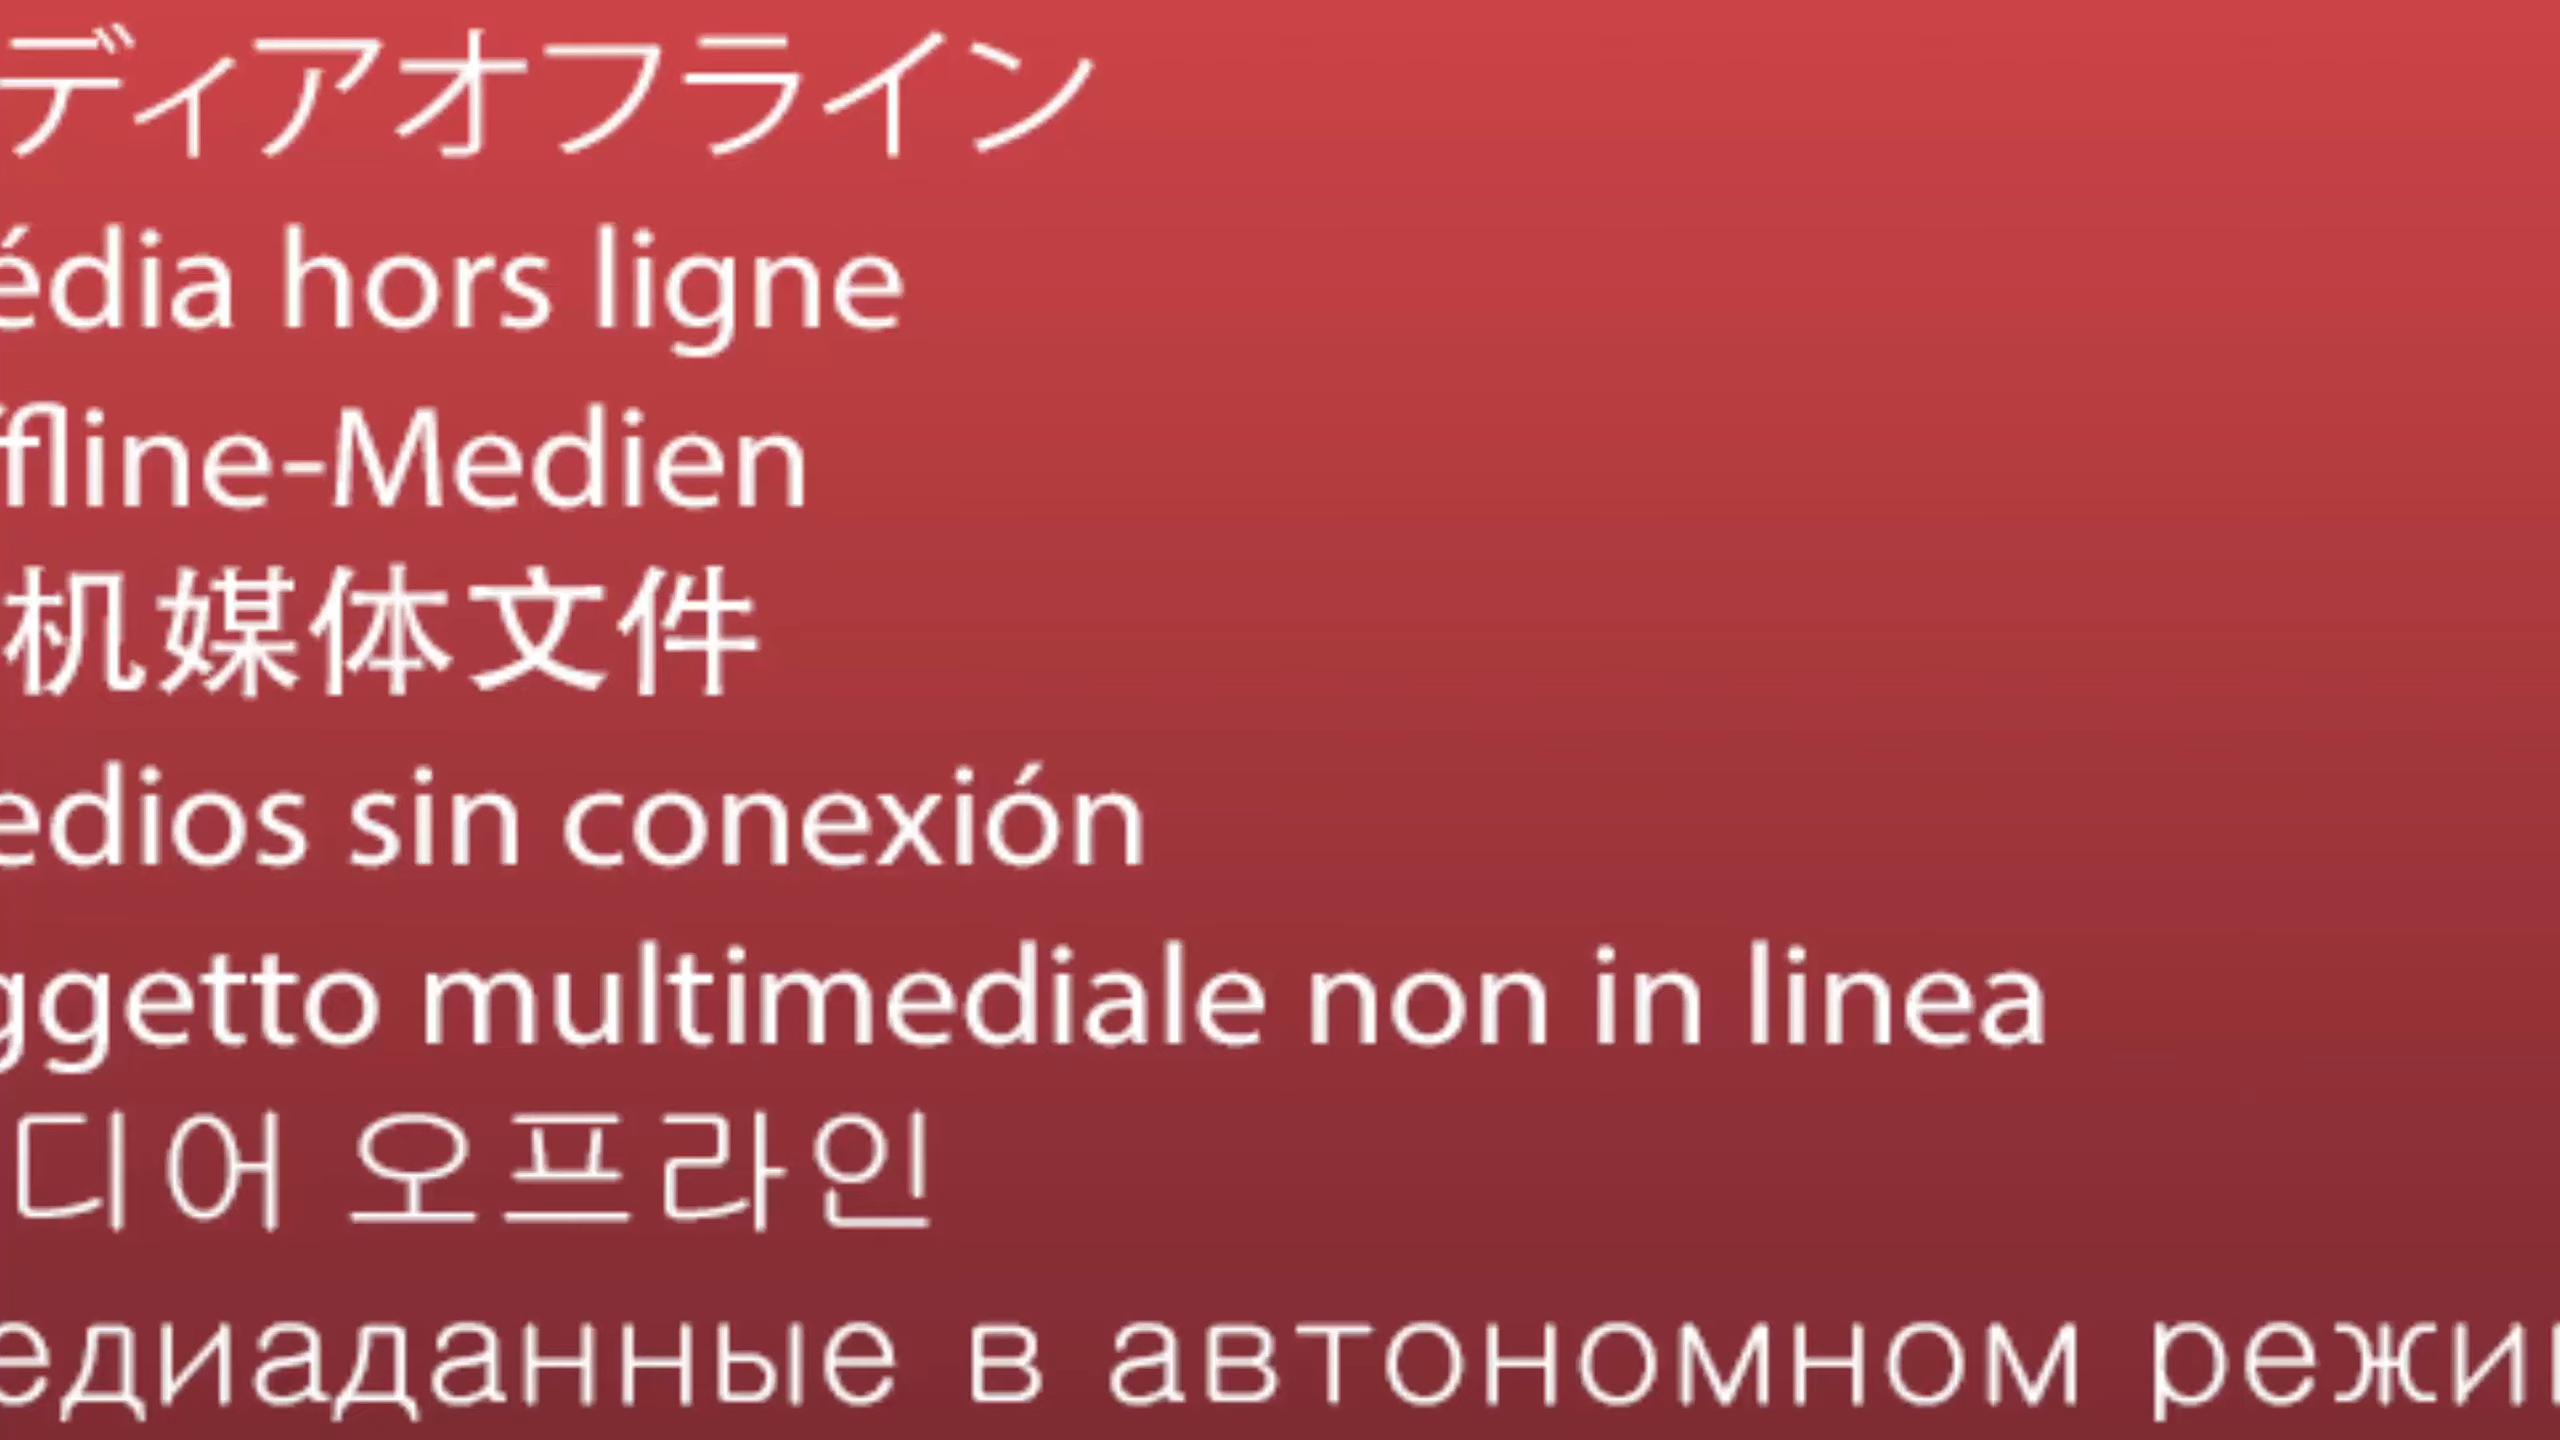 ディアオフライン
édia hors ligne
ffline-Medien
机媒体文件
edios sin conexión
ggetto multimediale non in linea
디어 오프라인
едиаданные в автономном режи